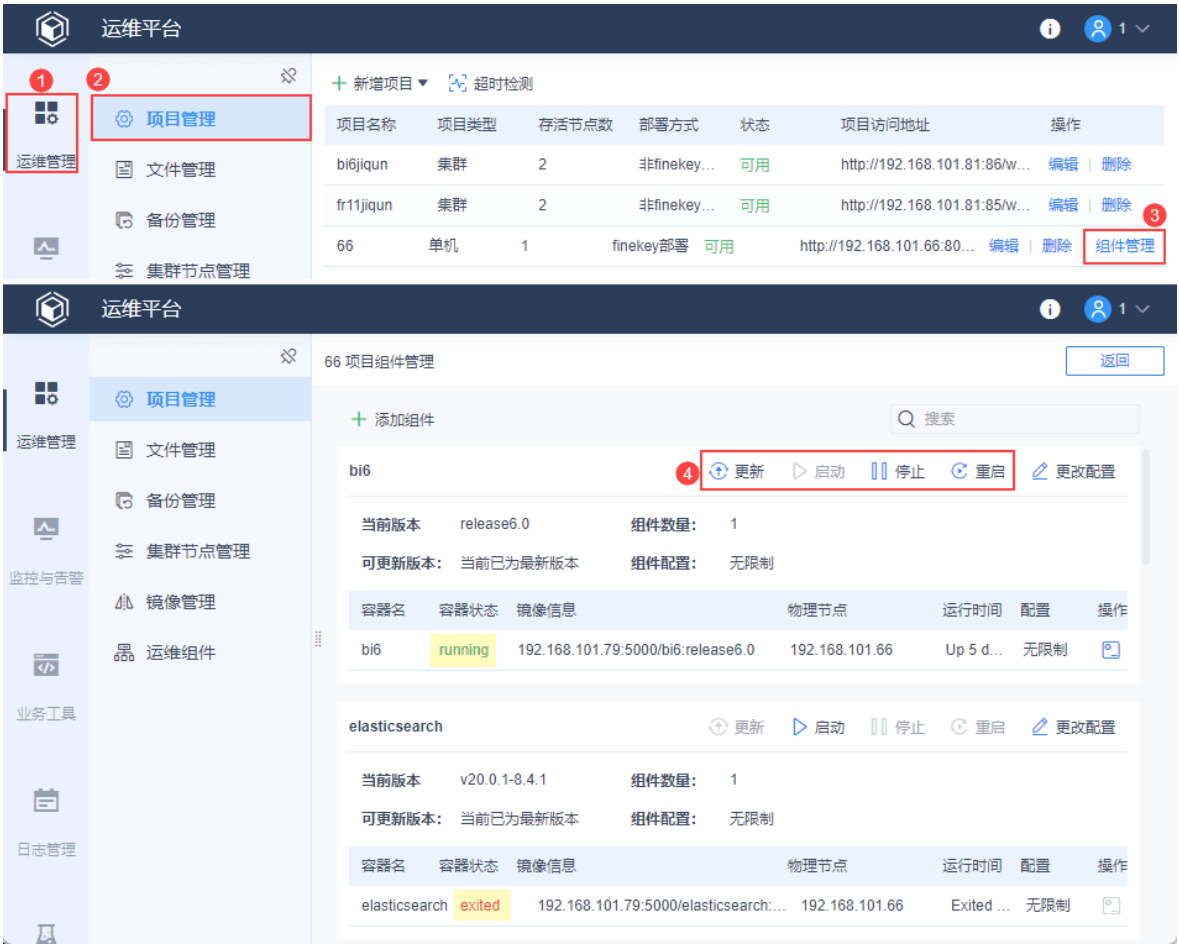 运维平台
1
1
2
运维管理
项目管理
文件管理
备份管理
集群节点管理
新增项目
超时检测
项目名称 项目类型 存活节点数 部署方式 状态 项目访问地址 操作
bi6jiqun 集群 2 非finekey... 可用 http://192.168.101.81:86/w... 编辑 | 删除
fr11jiqun 集群 2 非finekey... 可用 http://192.168.101.81:85/w... 编辑 | 删除
3
66 单机 1 finekey部署 可用 http://192.168.101.66:80... 编辑 | 删除 组件管理
运维平台
1
运维管理
监控与告警
业务工具
日志管理
项目管理
文件管理
备份管理
集群节点管理
镜像管理
运维组件
66 项目组件管理 返回
添加组件 搜索
bi6 4 更新 启动 停止 重启 更改配置
当前版本 release6.0 组件数量： 1
可更新版本： 当前已为最新版本 组件配置： 无限制
容器名 容器状态 镜像信息 物理节点 运行时间 配置 操作
bi6 running 192.168.101.79:5000/bi6:release6.0 192.168.101.66 Up 5 d... 无限制
elasticsearch 更新 启动 停止 重启 更改配置
当前版本 v20.0.1-8.4.1 组件数量： 1
可更新版本： 当前已为最新版本 组件配置： 无限制
容器名 容器状态 镜像信息 物理节点 运行时间 配置 操作
elasticsearch exited 192.168.101.79:5000/elasticsearch:... 192.168.101.66 Exited ... 无限制